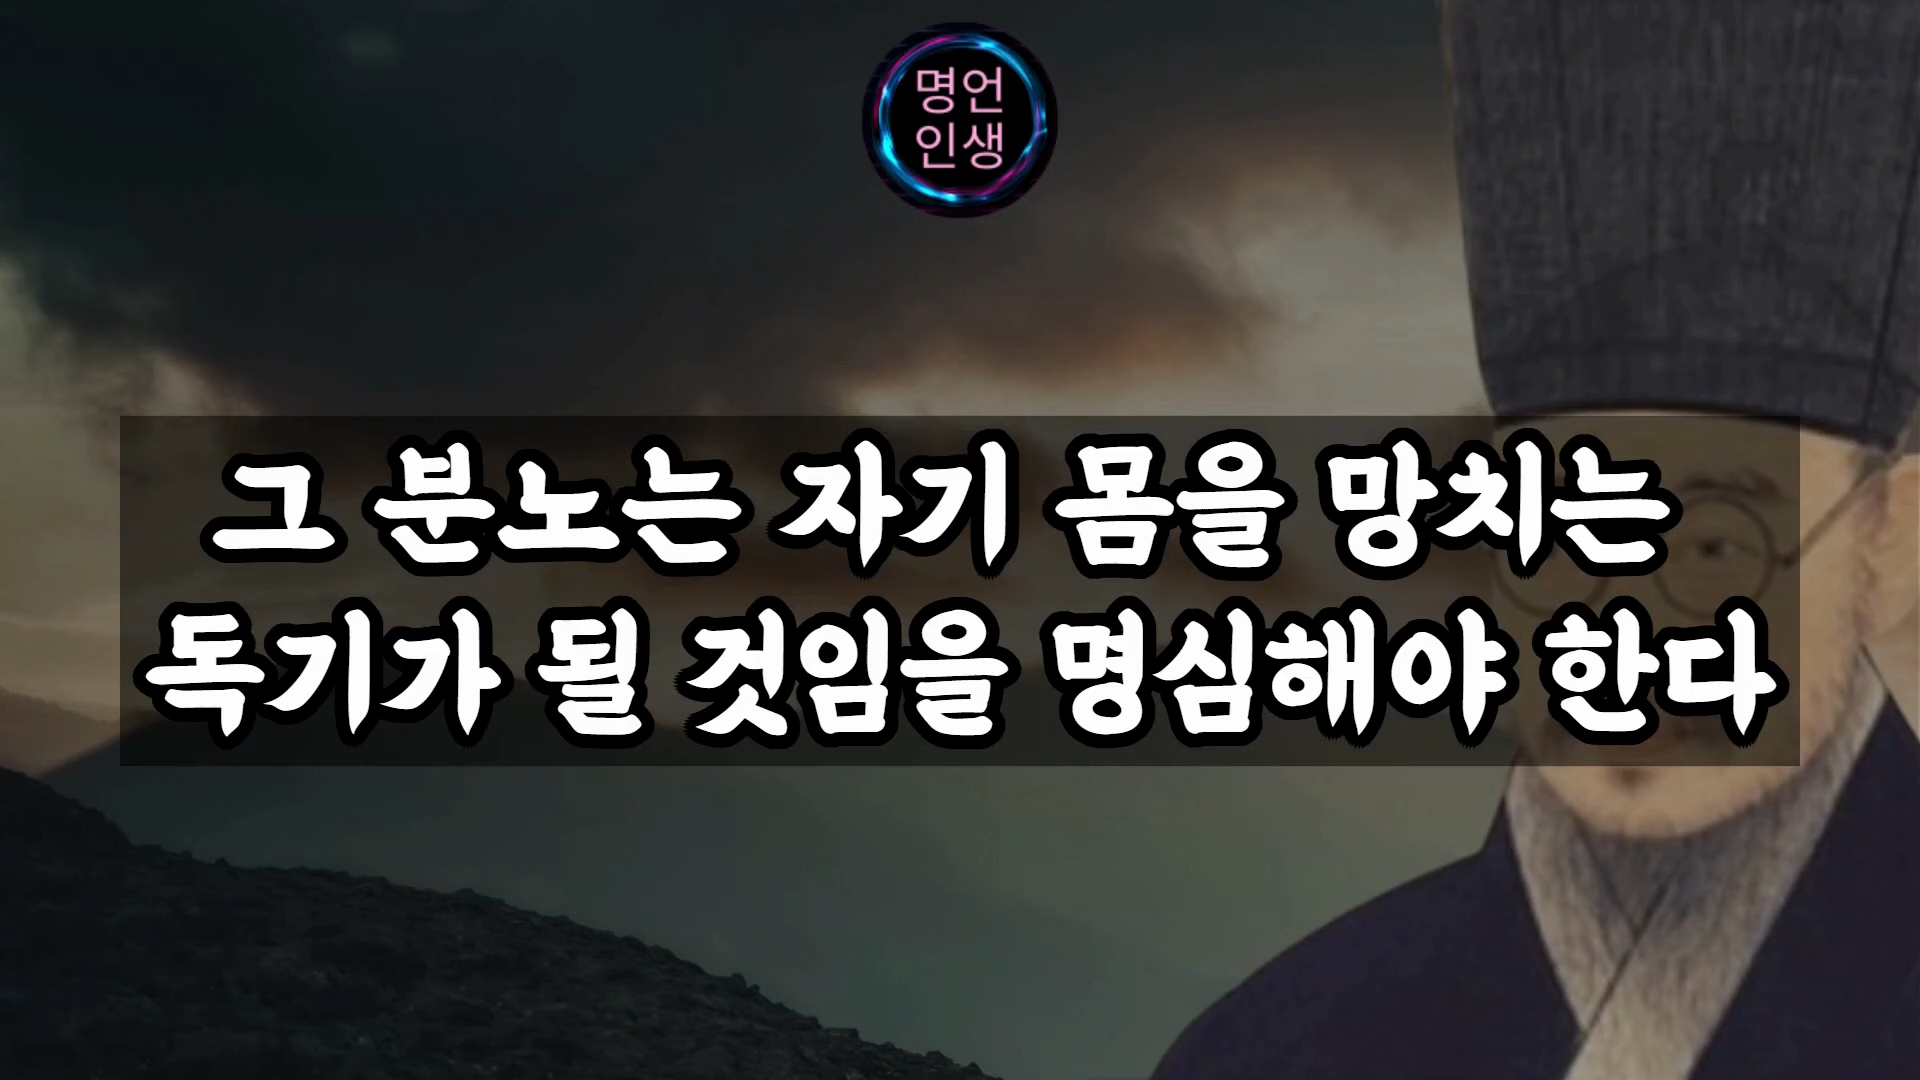 명언
인생
그 분노는 자기 몸을 망치는
독기가 될 것임을 명심해야 한다